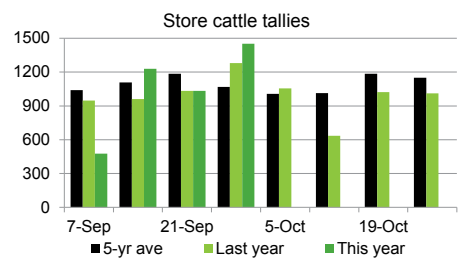 Store cattle tallies
1500
1200
900
600
300
0
7-Sep 21-Sep 5-Oct 19-Oct
5-yr ave Last year This year